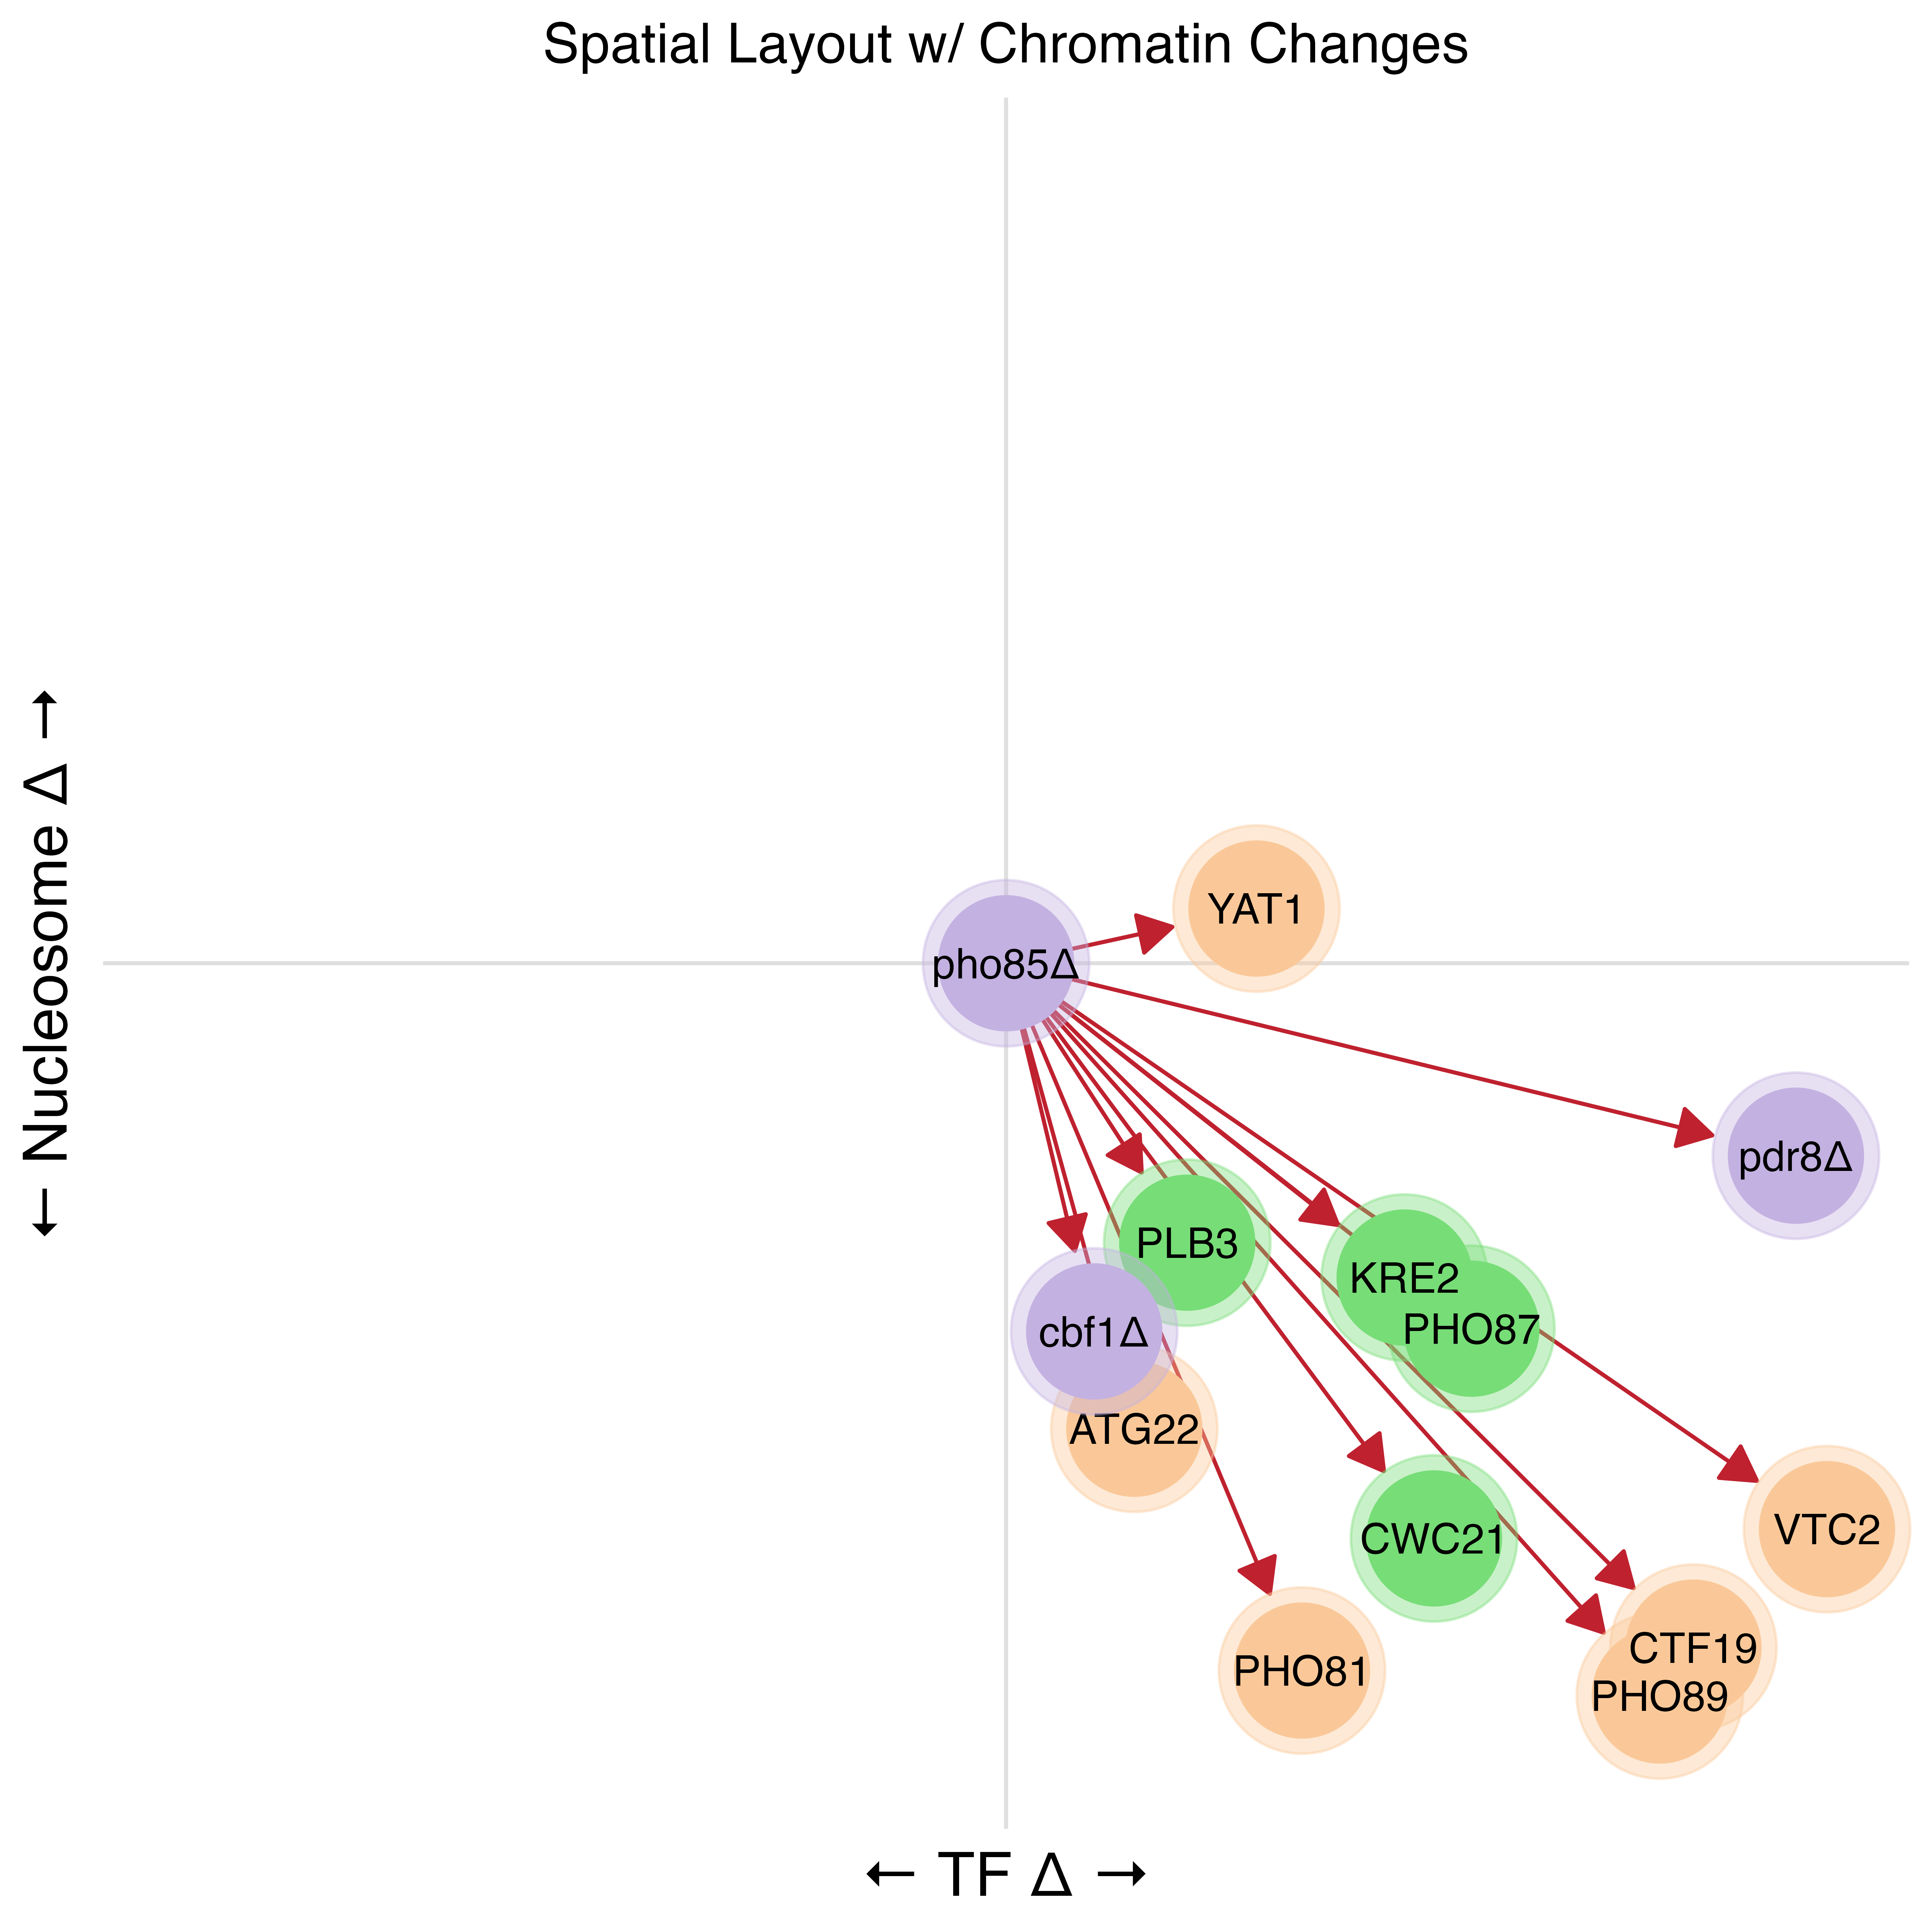 Spatial Layout w/ Chromatin Changes
← Nucleosome Δ →
YAT1
pho85Δ
pdr8Δ
PLB3
KRE2
PHO87
cbf1Δ
ATG22
CWC21
VTC2
CTF19
PHO81
PHO89
← TF Δ →